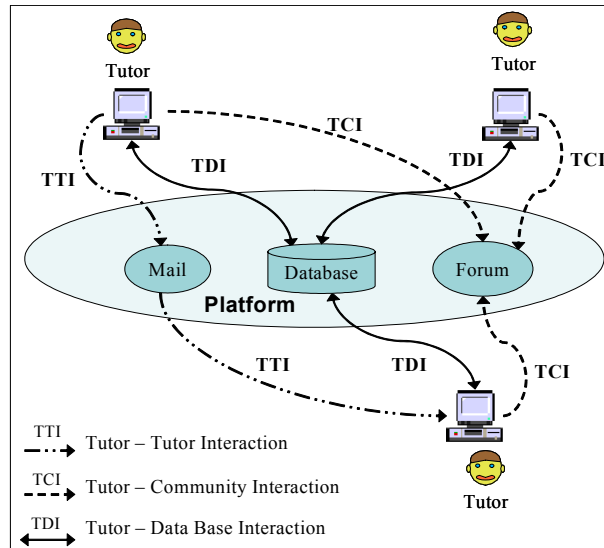 Tutor
Tutor
TCI
TTI
TDI
TDI
TCI
Mail
Database
Forum
Platform
TTI
TDI
TCI
TTI
Tutor – Tutor Interaction
TCI
Tutor – Community Interaction
Tutor
TDI
Tutor – Data Base Interaction